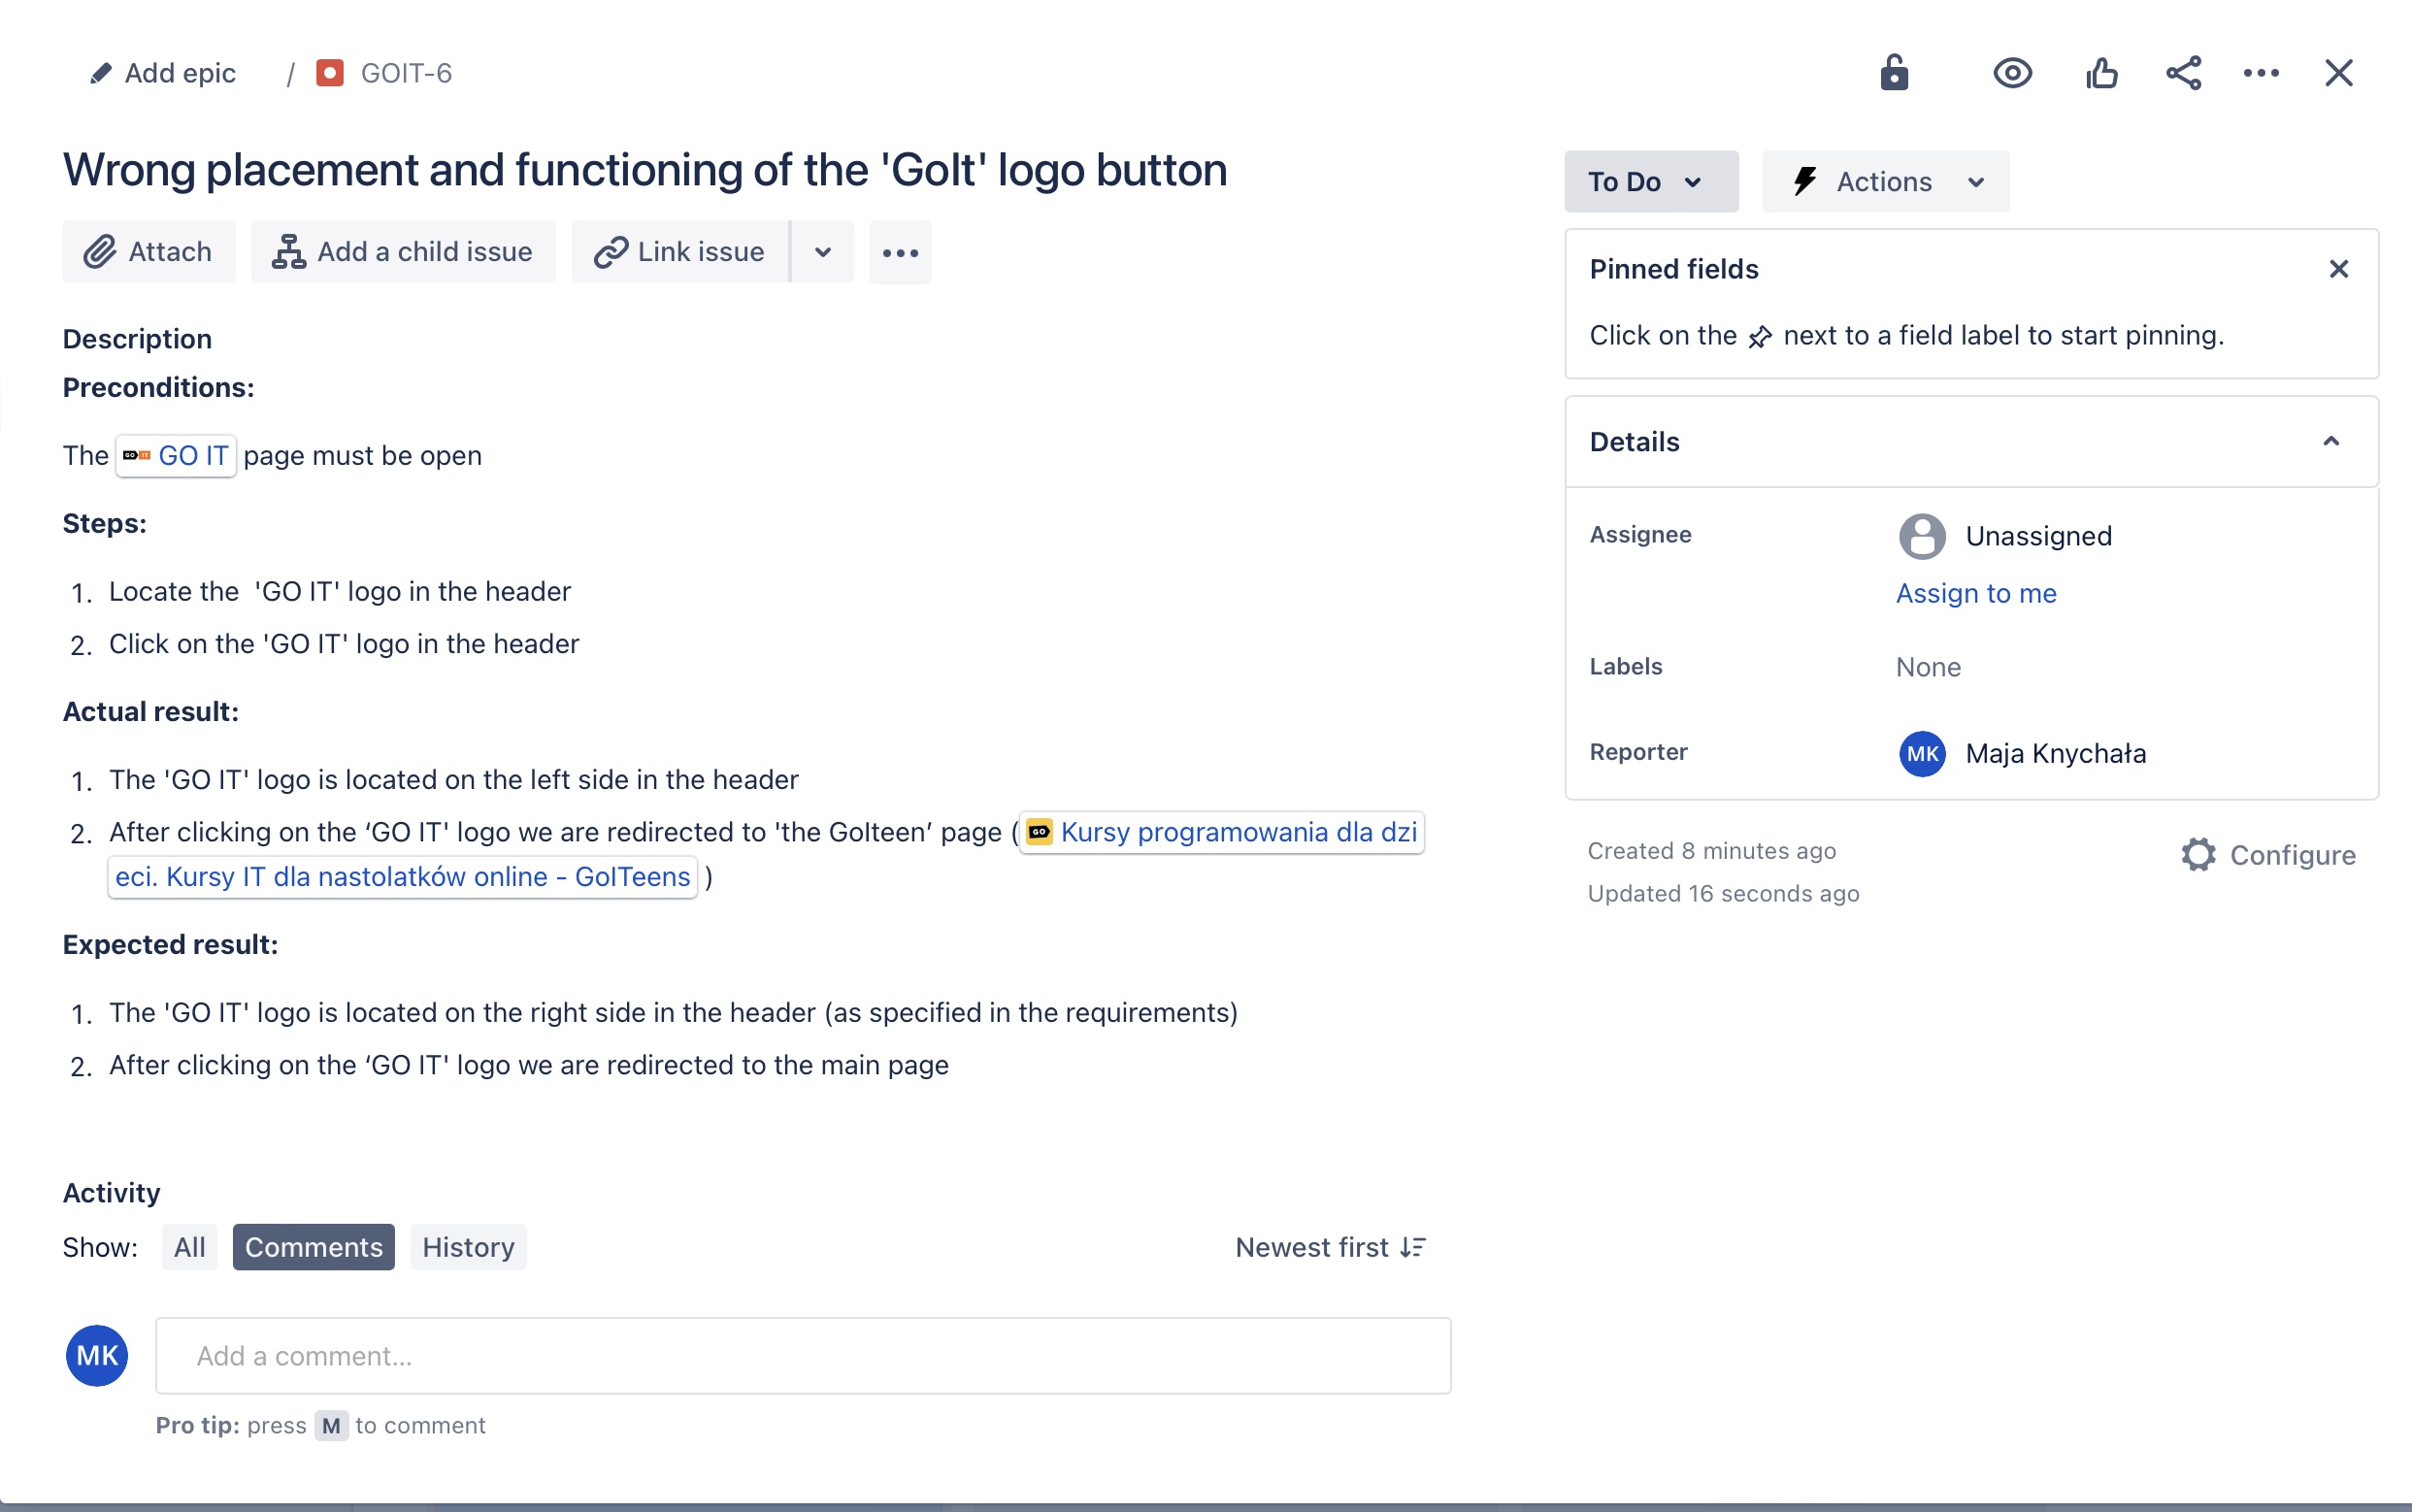 Add epic / GOIT-6
Wrong placement and functioning of the 'GoIt' logo button
Attach Add a child issue Link issue
Description
Preconditions:
The GO IT page must be open
Steps:
1. Locate the 'GO IT' logo in the header
2. Click on the 'GO IT' logo in the header
Actual result:
1. The 'GO IT' logo is located on the left side in the header
2. After clicking on the ‘GO IT' logo we are redirected to 'the GoIteen’ page ( GO Kursy programowania dla dzi
eci. Kursy IT dla nastolatków online - GoITeens )
Expected result:
1. The 'GO IT' logo is located on the right side in the header (as specified in the requirements)
2. After clicking on the ‘GO IT' logo we are redirected to the main page
Activity
Show: All Comments History Newest first
MK Add a comment...
Pro tip: press M to comment
To Do Actions
Pinned fields
Click on the next to a field label to start pinning.
Details
Assignee Unassigned
Assign to me
Labels None
Reporter MK Maja Knychała
Created 8 minutes ago Configure
Updated 16 seconds ago